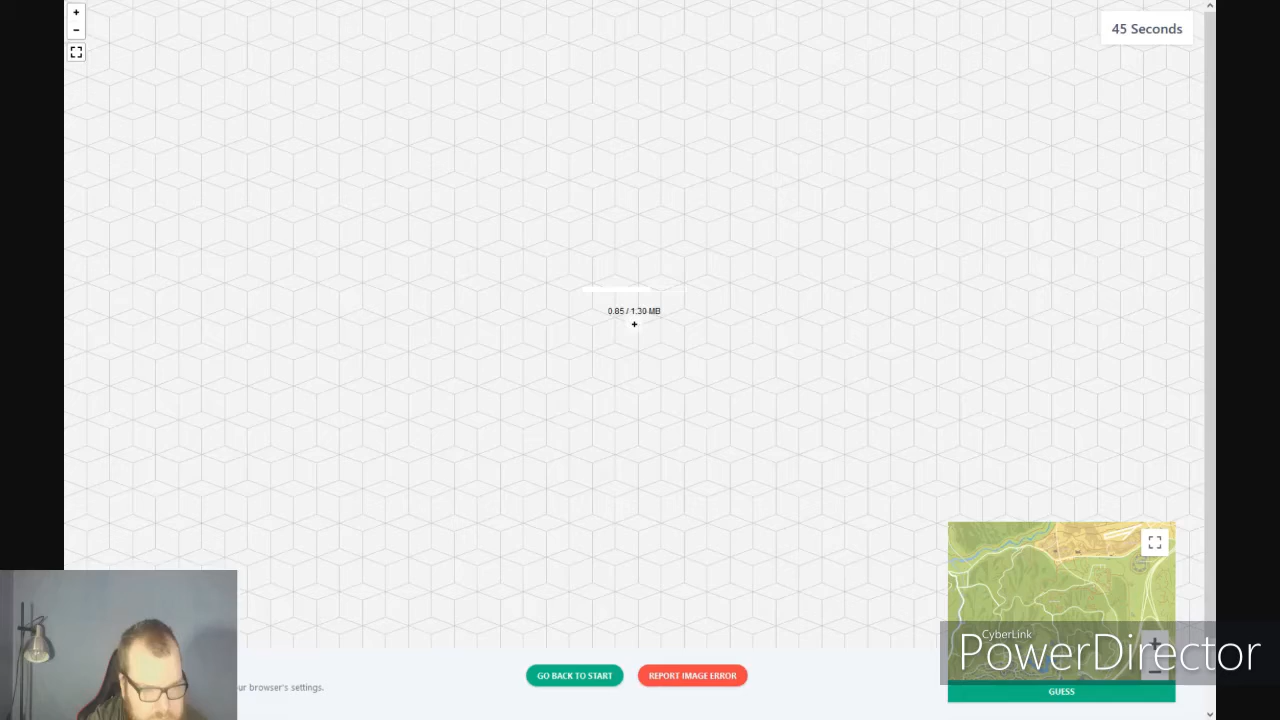 +
−
45 Seconds
0.85 / 1.30 MB
+
ur browser's settings.
GO BACK TO START
REPORT IMAGE ERROR
CyberLink
PowerDirector
+
−
GUESS